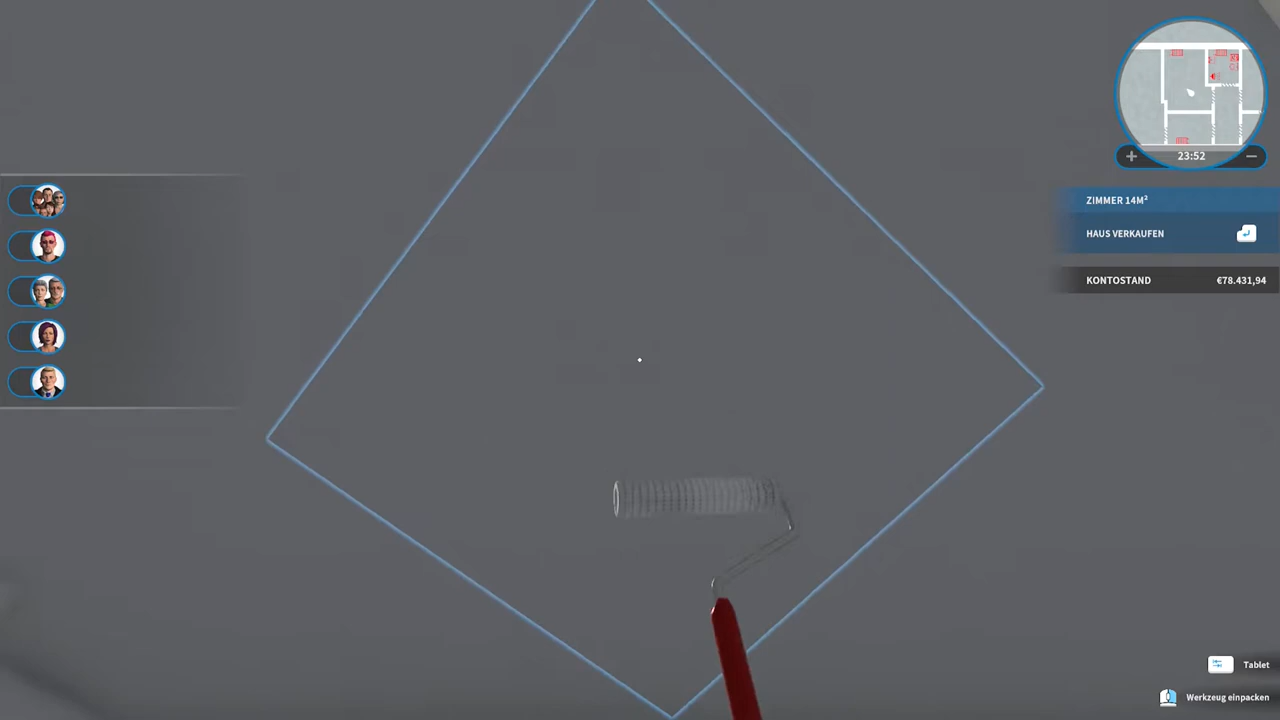 23:52
ZIMMER 14M²
HAUS VERKAUFEN
KONTOSTAND €78.431,94
Tablet
Werkzeug einpacken